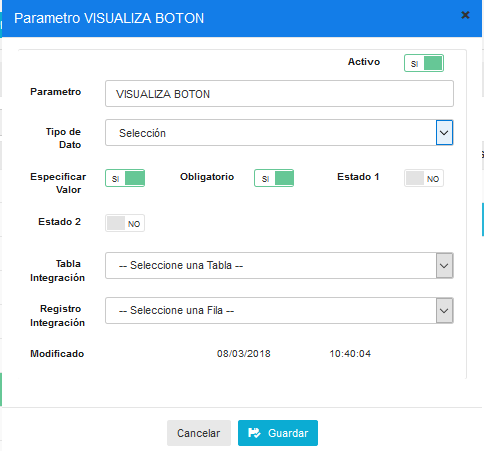 Parametro VISUALIZA BOTON
Activo SI
Parametro VISUALIZA BOTON
Tipo de Dato Selección
Especificar Valor SI Obligatorio SI Estado 1 NO
Estado 2 NO
Tabla Integración -- Seleccione una Tabla --
Registro Integración -- Seleccione una Fila --
Modificado 08/03/2018 10:40:04
Cancelar Guardar